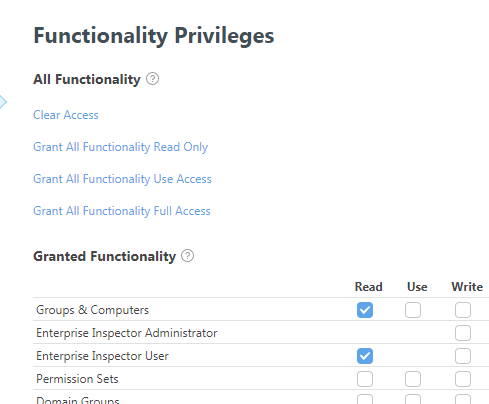 Functionality Privileges
All Functionality ?
Clear Access
Grant All Functionality Read Only
Grant All Functionality Use Access
Grant All Functionality Full Access
Granted Functionality ?
Read Use Write
Groups & Computers
Enterprise Inspector Administrator
Enterprise Inspector User
Permission Sets
Domain Groups